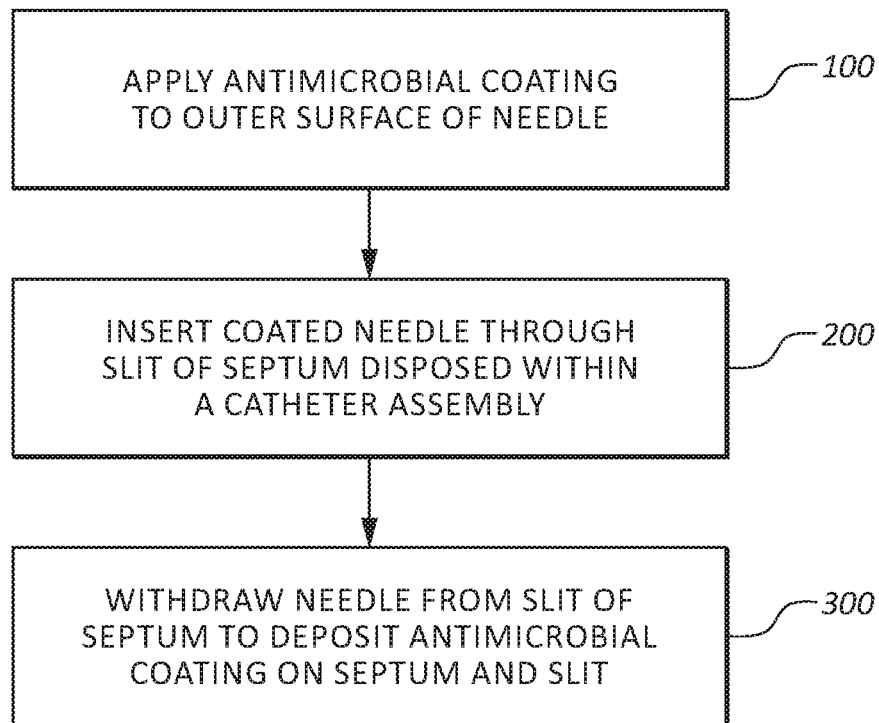 APPLY ANTIMICROBIAL COATING
TO OUTER SURFACE OF NEEDLE
100
INSERT COATED NEEDLE THROUGH
SLIT OF SEPTUM DISPOSED WITHIN
A CATHETER ASSEMBLY
200
WITHDRAW NEEDLE FROM SLIT OF
SEPTUM TO DEPOSIT ANTIMICROBIAL
COATING ON SEPTUM AND SLIT
300